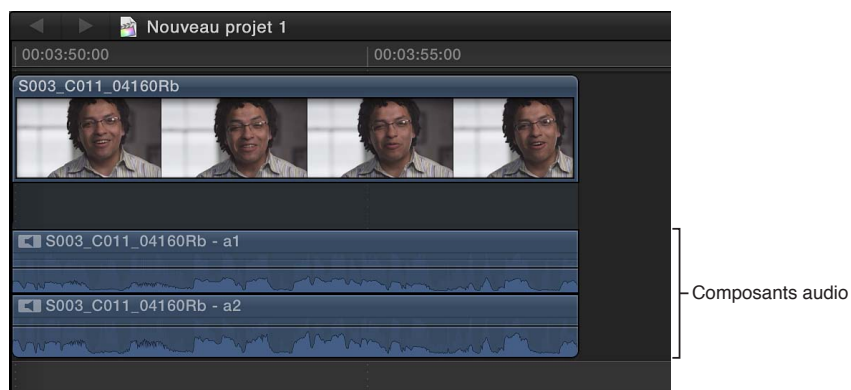 Nouveau projet 1
00:03:50:00 00:03:55:00
S003_C011_04160Rb
S003_C011_04160Rb - a1
S003_C011_04160Rb - a2
Composants audio